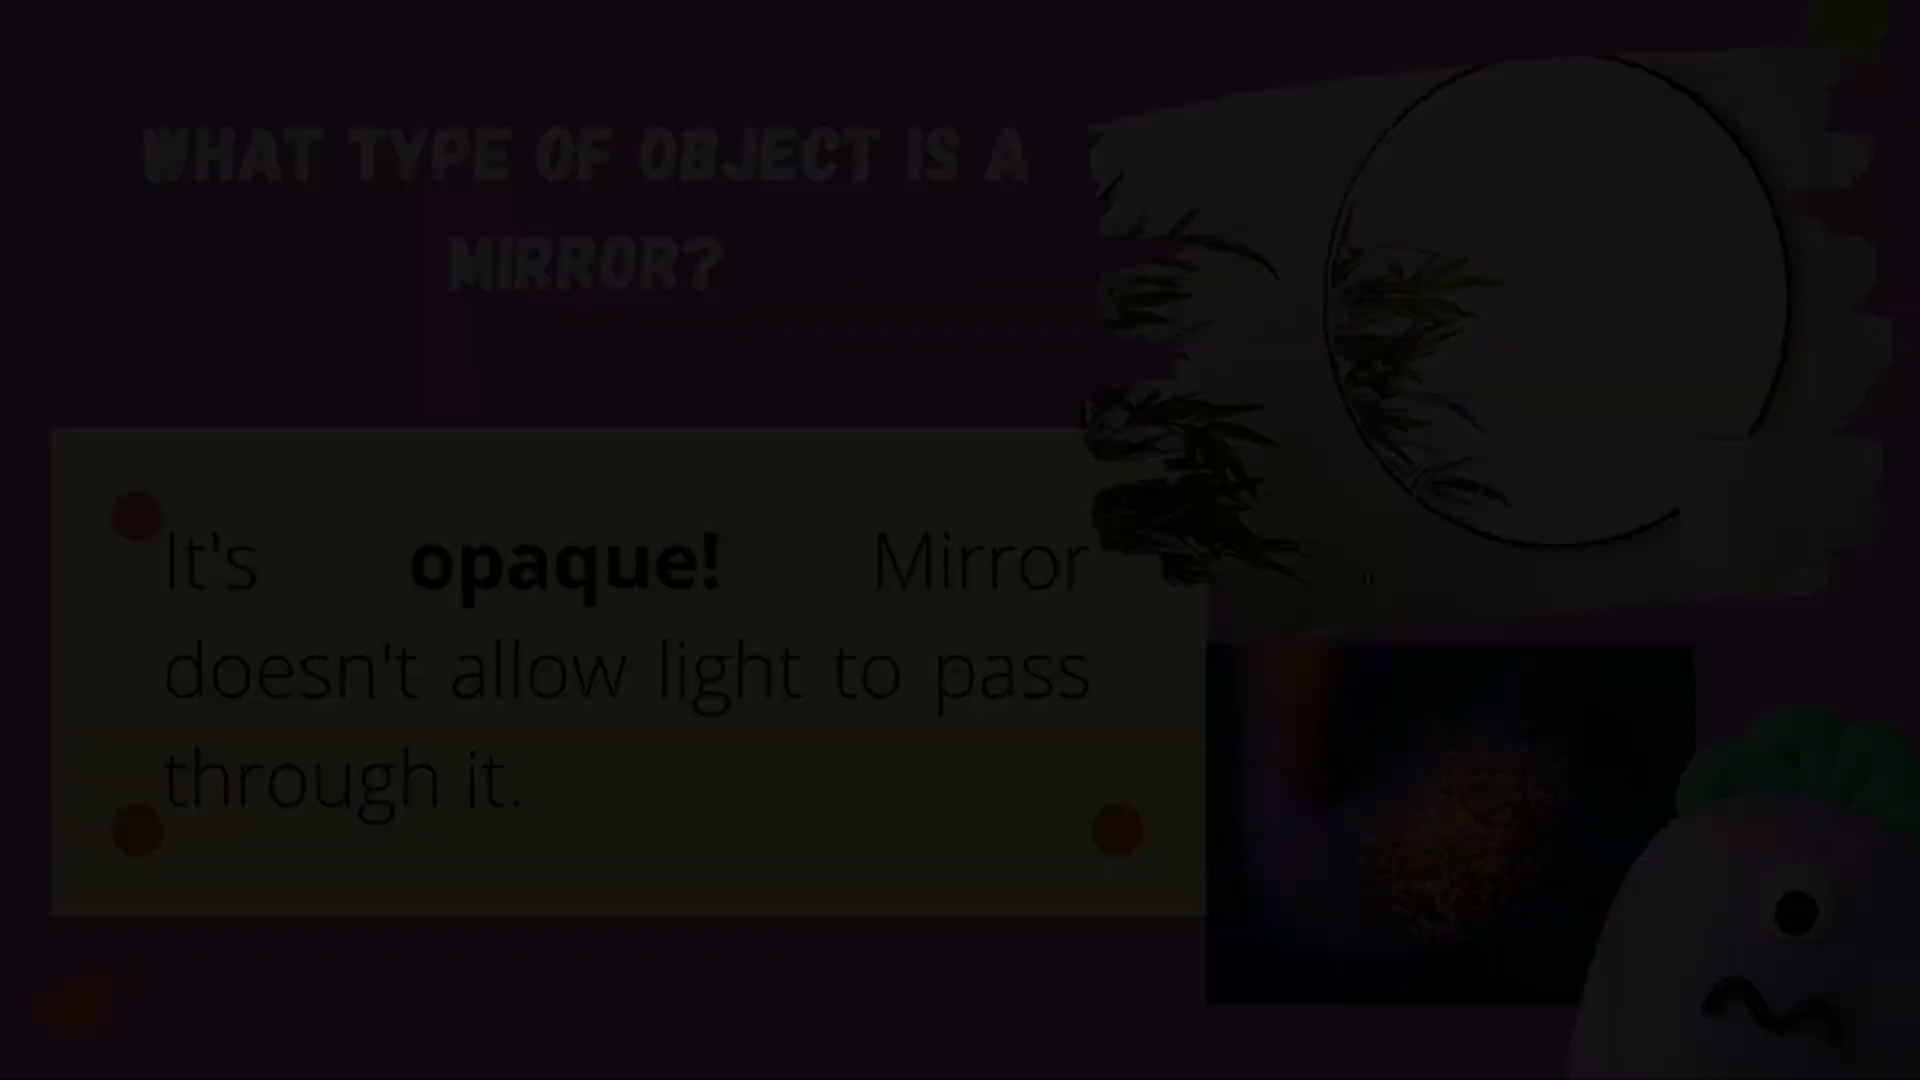 WHAT TYPE OF OBJECT IS A
MIRROR?
It's opaque! Mirror
doesn't allow light to pass
through it.